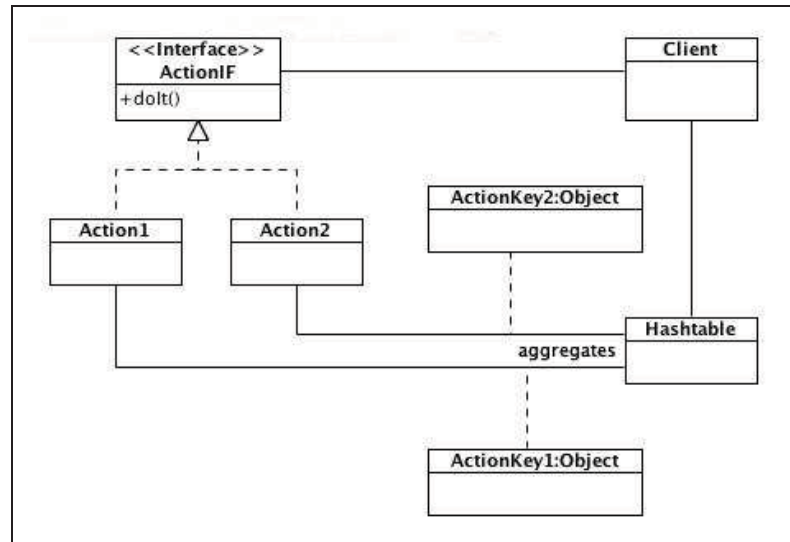 <<Interface>>
ActionIF
+doIt()
Client
Action1
Action2
ActionKey2:Object
Hashtable
aggregates
ActionKey1:Object